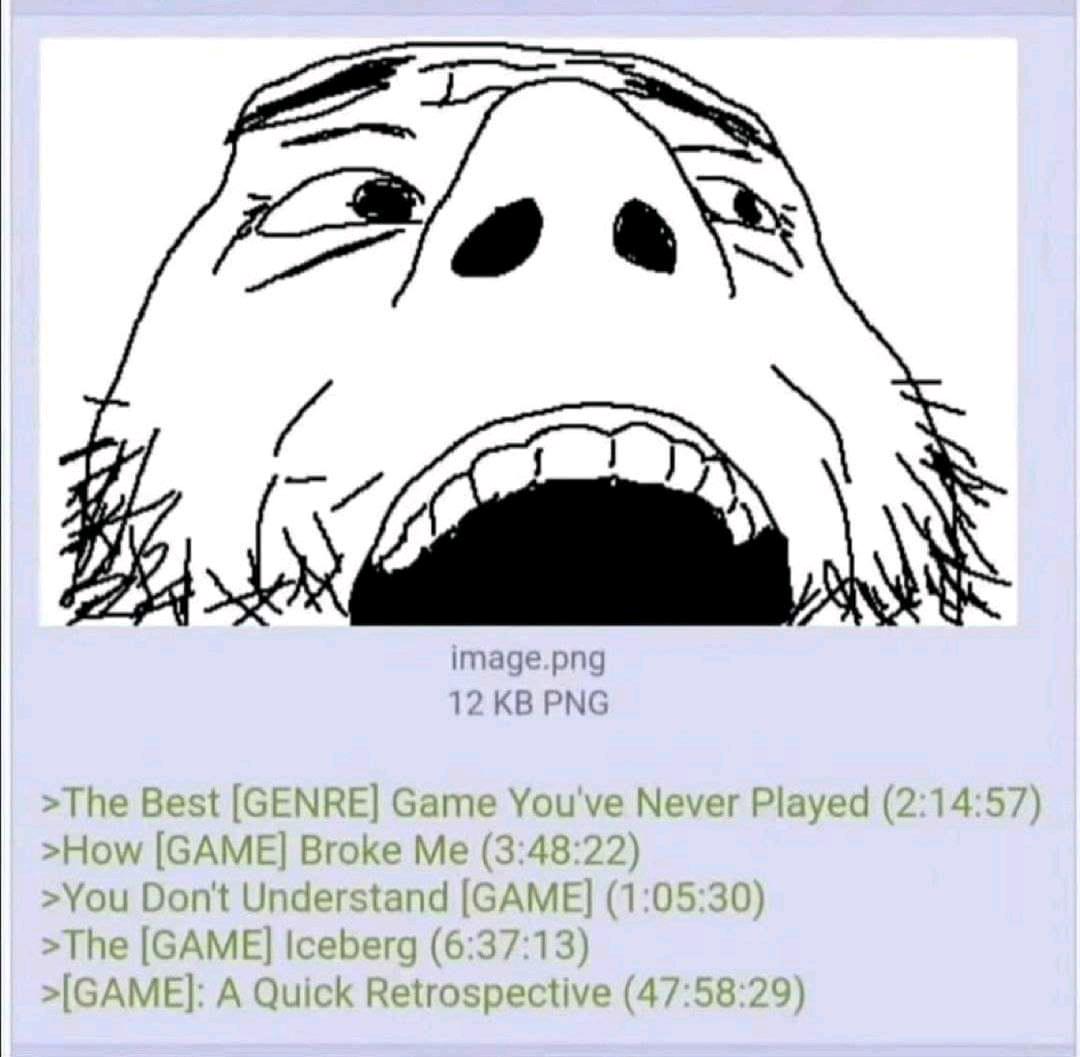 image.png
12 KB PNG
>The Best [GENRE] Game You've Never Played (2:14:57)
>How [GAME] Broke Me (3:48:22)
>You Don't Understand [GAME] (1:05:30)
>The [GAME] Iceberg (6:37:13)
>[GAME]: A Quick Retrospective (47:58:29)